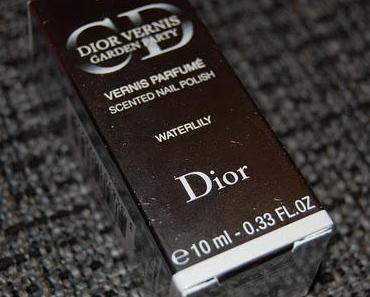 CD
DIOR VERNIS
GARDEN PARTY
VERNIS PARFUMÉ
SCENTED NAIL POLISH
WATERLILY
Dior
℮ 10 ml - 0.33 FL.OZ